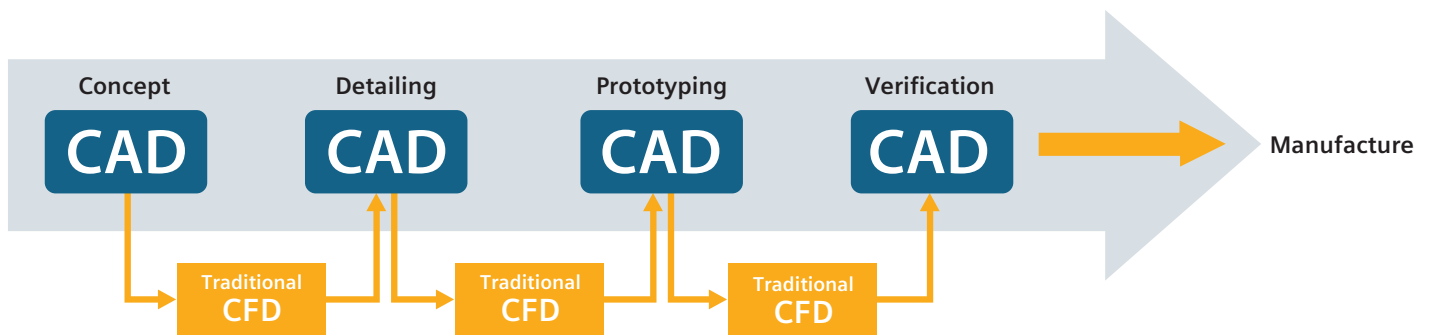 Concept
Detailing
Prototyping
Verification
CAD
CAD
CAD
CAD
Manufacture
Traditional
CFD
Traditional
CFD
Traditional
CFD